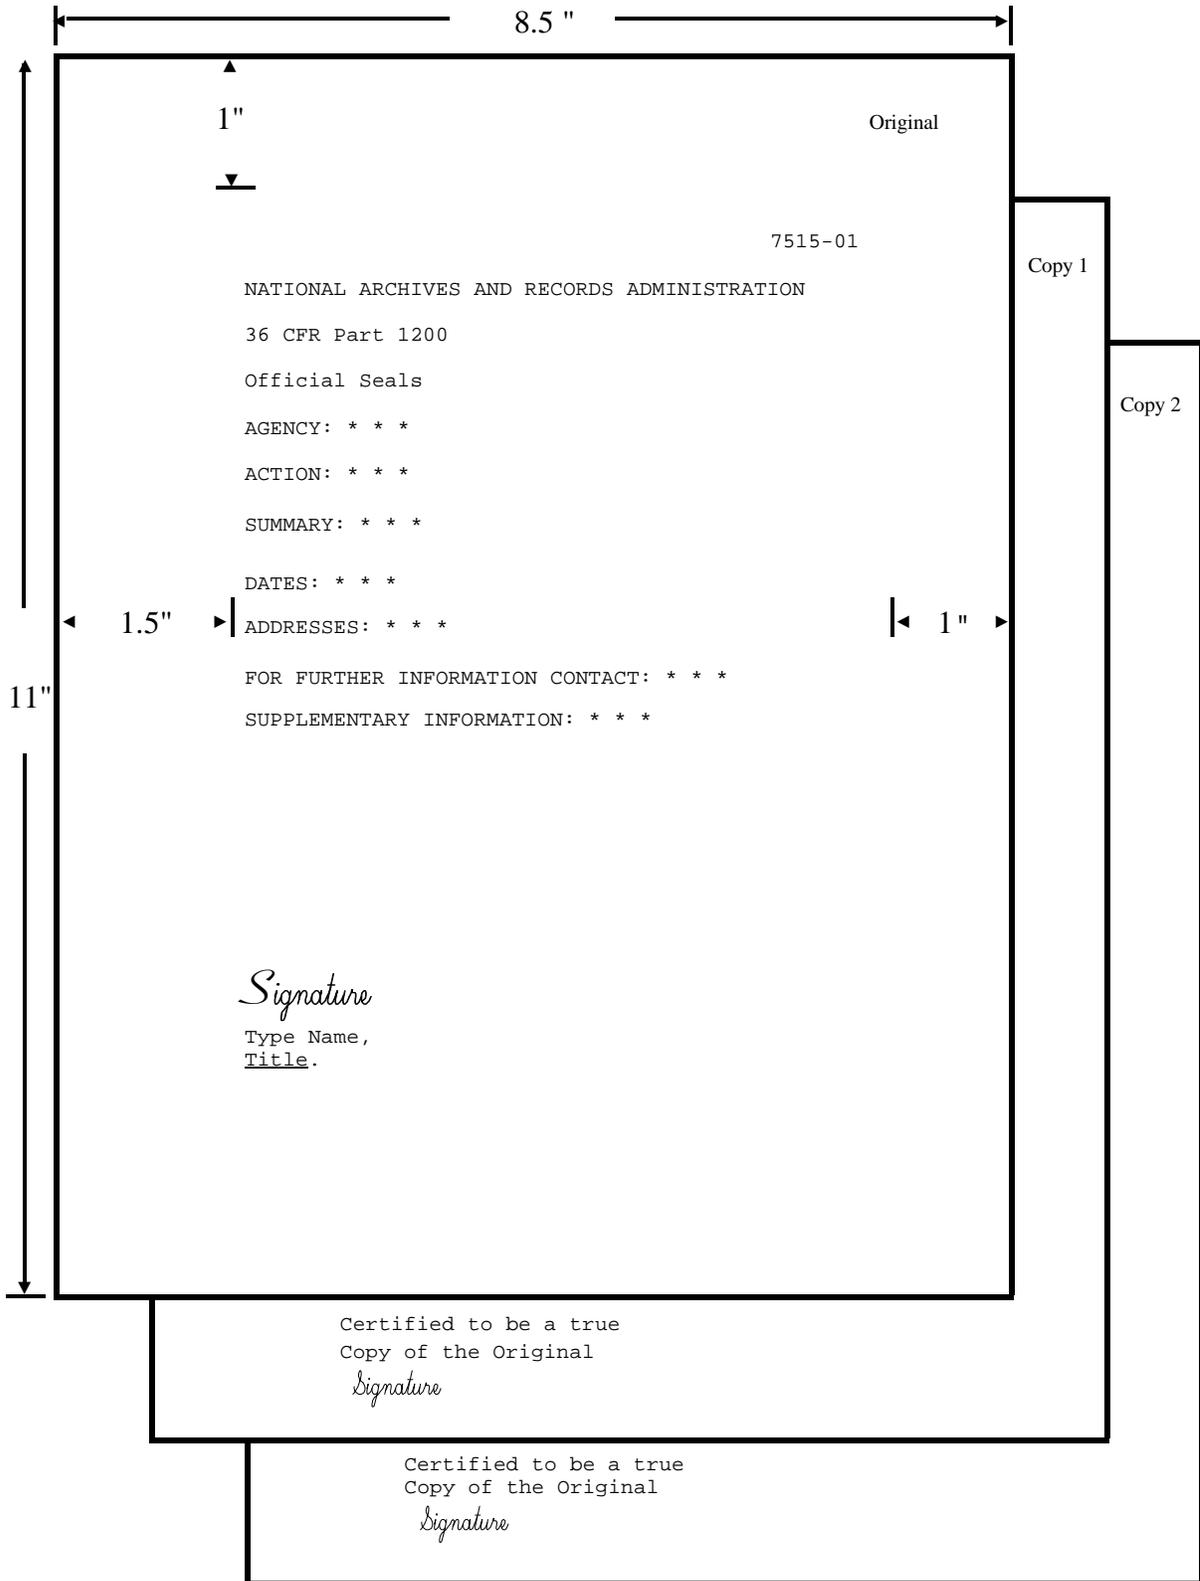 8.5 "
1"
Original
7515-01
Copy 1
NATIONAL ARCHIVES AND RECORDS ADMINISTRATION
36 CFR Part 1200
Official Seals
Copy 2
AGENCY: * * *
ACTION: * * *
SUMMARY: * * *
DATES: * * *
1.5"
ADDRESSES: * * *
1"
FOR FURTHER INFORMATION CONTACT: * * *
11"
SUPPLEMENTARY INFORMATION: * * *
Signature
Type Name,
Title.
Certified to be a true
Copy of the Original
Signature
Certified to be a true
Copy of the Original
Signature